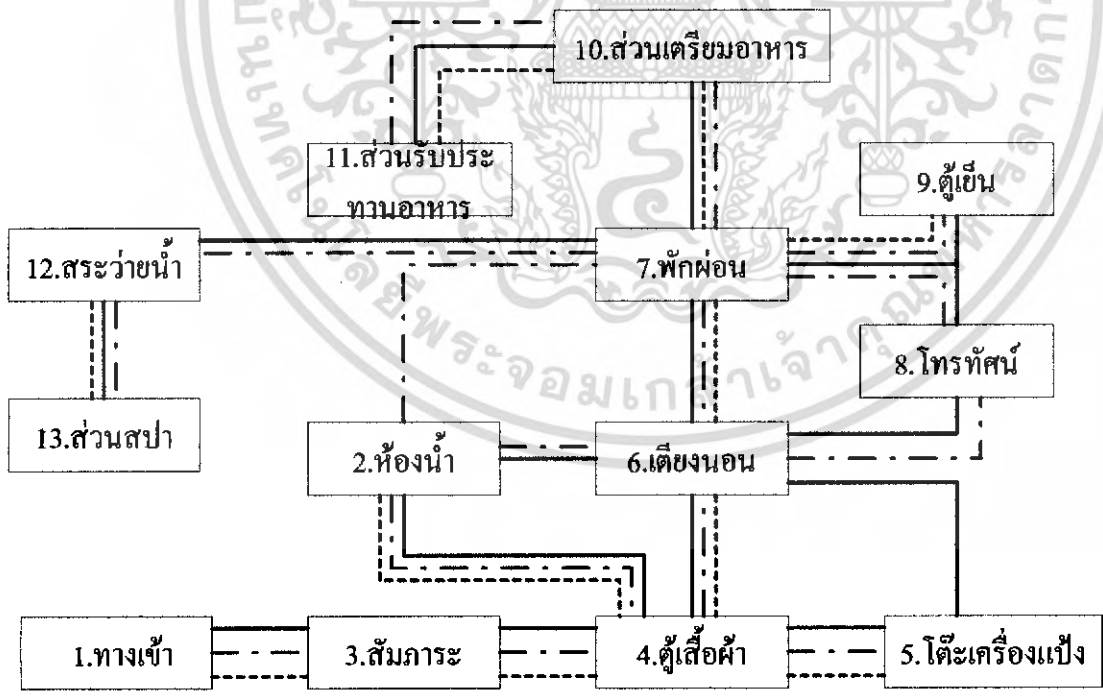 10.ส่วนเตรียมอาหาร
11.ส่วนรับประ
ทานอาหาร
9.ตู้เย็น
12.สระว่ายน้ำ
7.พักผ่อน
8.โทรทัศน์
13.ส่วนสปา
2.ห้องน้ำ
6.เตียงนอน
1.ทางเข้า
3.สัมภาระ
4.ตู้เสื้อผ้า
5.โต๊ะเครื่องแป้ง